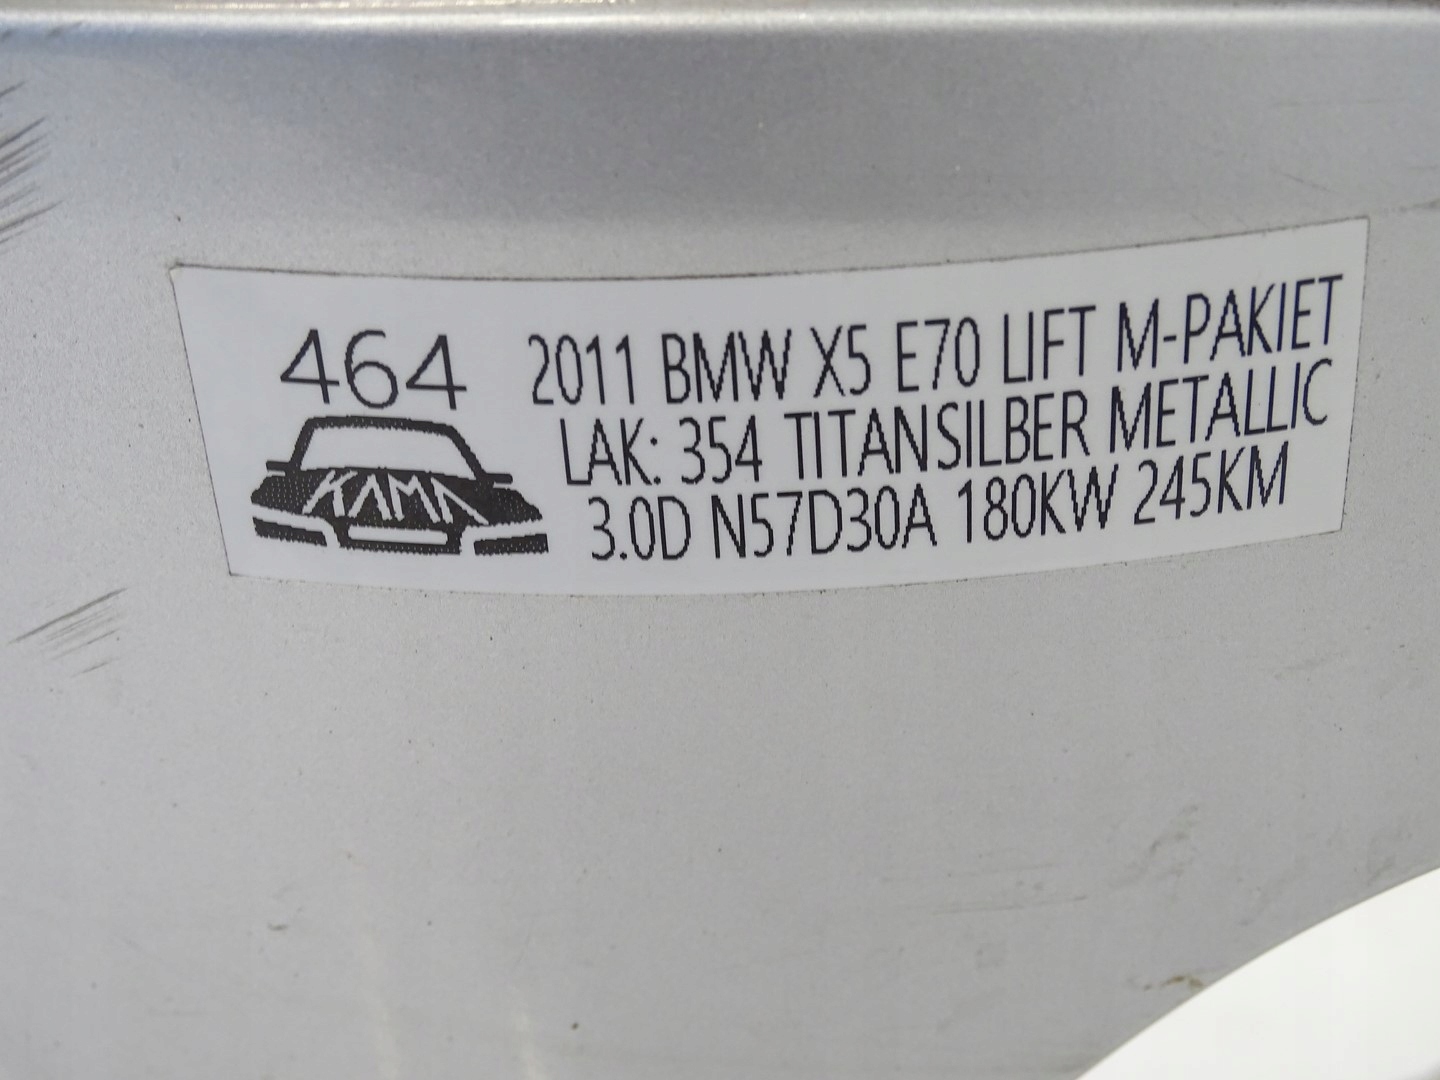 464
KAMA
2011 BMW X5 E70 LIFT M-PAKIET
LAK: 354 TITANSILBER METALLIC
3.0D N57D30A 180KW 245KM